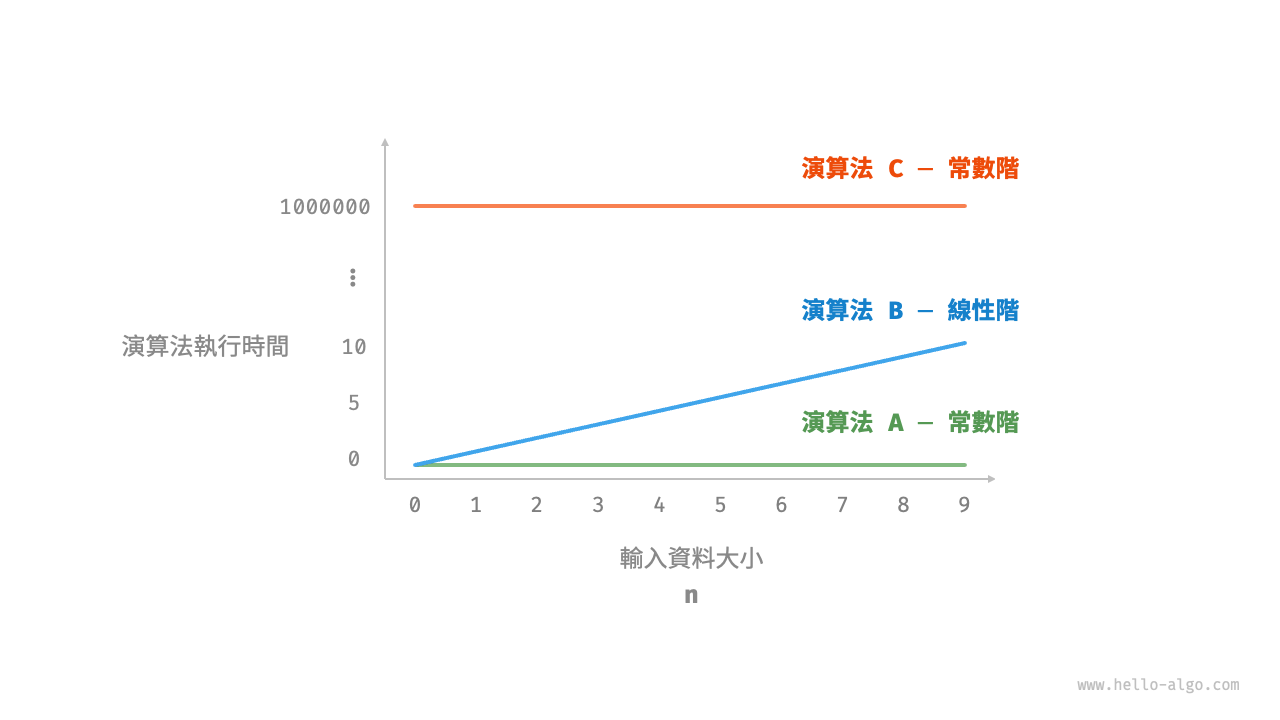 演算法 C — 常數階
1000000
⋮
演算法 B — 線性階
演算法執行時間
10
5
演算法 A — 常數階
0
0 1 2 3 4 5 6 7 8 9
輸入資料大小
n
www.hello-algo.com